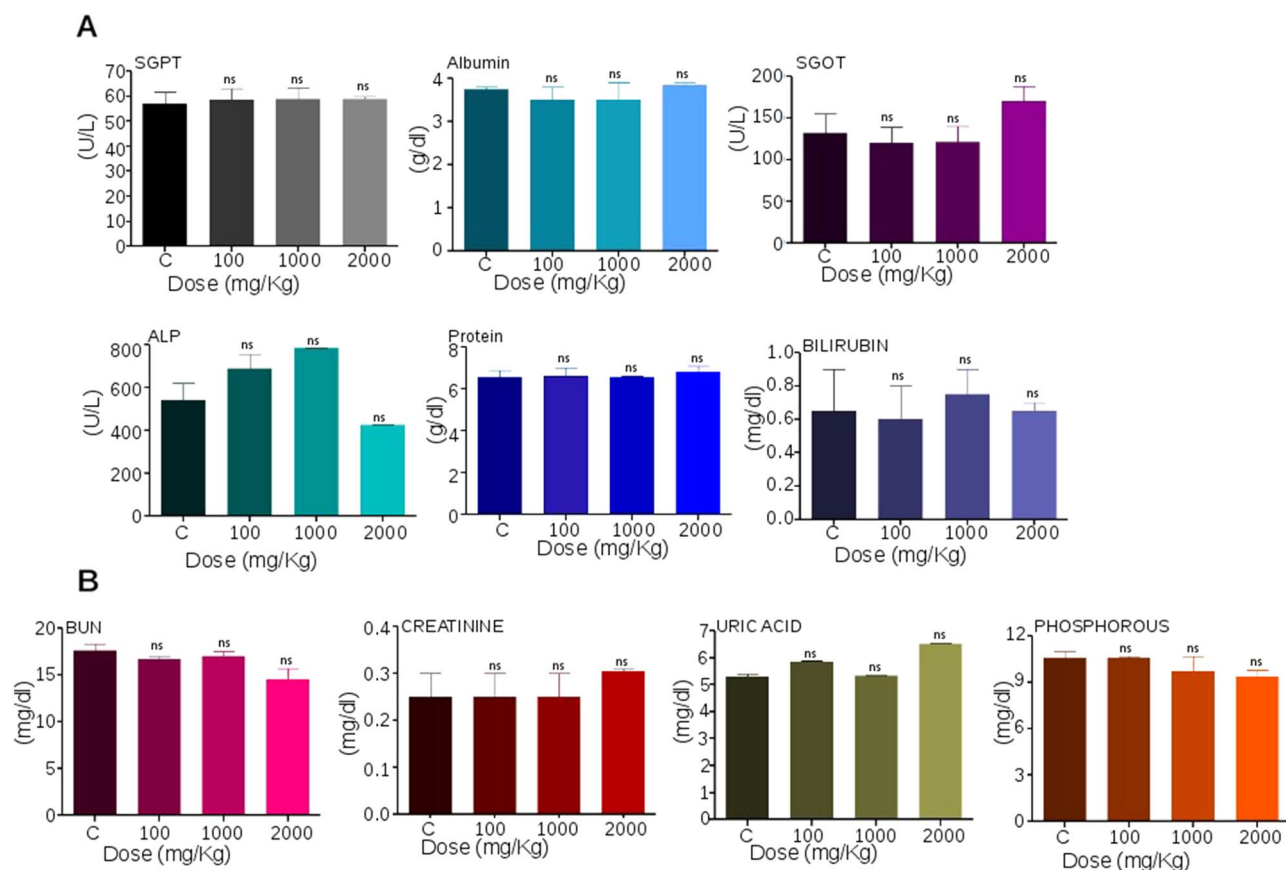 A
SGPT
(U/L)
70
60
50
40
30
20
10
0
ns
ns
ns
C 100 1000 2000
Dose (mg/Kg)
Albumin
(g/dl)
4
3
2
1
0
ns
ns
ns
C 100 1000 2000
Dose (mg/Kg)
SGOT
(U/L)
200
150
100
50
0
ns
ns
ns
C 100 1000 2000
Dose (mg/Kg)
ALP
(U/L)
800
600
400
200
0
ns
ns
ns
C 100 1000 2000
Dose (mg/Kg)
Protein
(g/dl)
8
6
4
2
0
ns
ns
ns
C 100 1000 2000
Dose (mg/Kg)
BILIRUBIN
(mg/dl)
1.0
0.8
0.6
0.4
0.2
0.0
ns
ns
ns
C 100 1000 2000
Dose (mg/Kg)
B
BUN
(mg/dl)
20
15
10
5
0
ns
ns
ns
C 100 1000 2000
Dose (mg/Kg)
CREATININE
(mg/dl)
0.4
0.3
0.2
0.1
0.0
ns
ns
ns
C 100 1000 2000
Dose (mg/Kg)
URIC ACID
(mg/dl)
7
6
5
4
3
2
1
0
ns
ns
ns
C 100 1000 2000
Dose (mg/Kg)
PHOSPHOROUS
(mg/dl)
12
9
6
3
0
ns
ns
ns
C 100 1000 2000
Dose (mg/Kg)